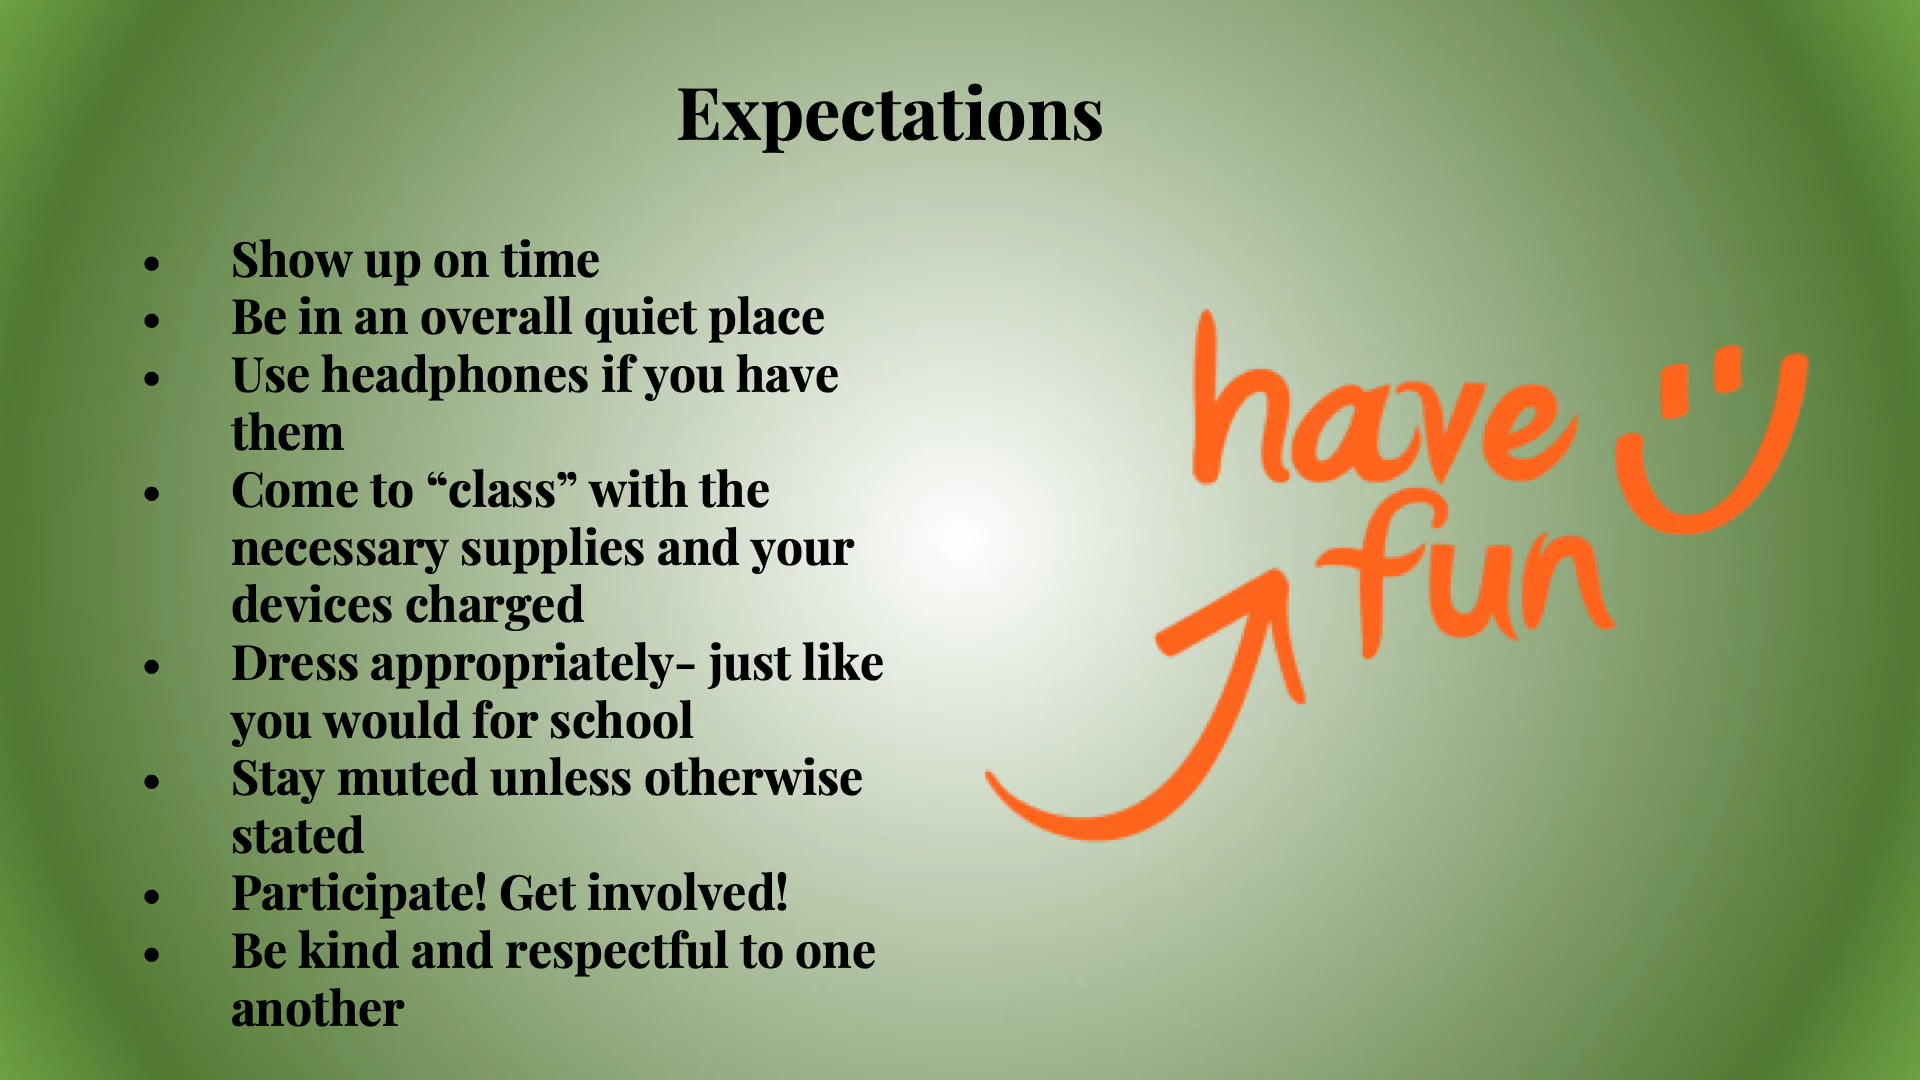 Expectations
• Show up on time
• Be in an overall quiet place
• Use headphones if you have
them
• Come to “class” with the
necessary supplies and your
devices charged
• Dress appropriately- just like
you would for school
• Stay muted unless otherwise
stated
• Participate! Get involved!
• Be kind and respectful to one
another
have
fun